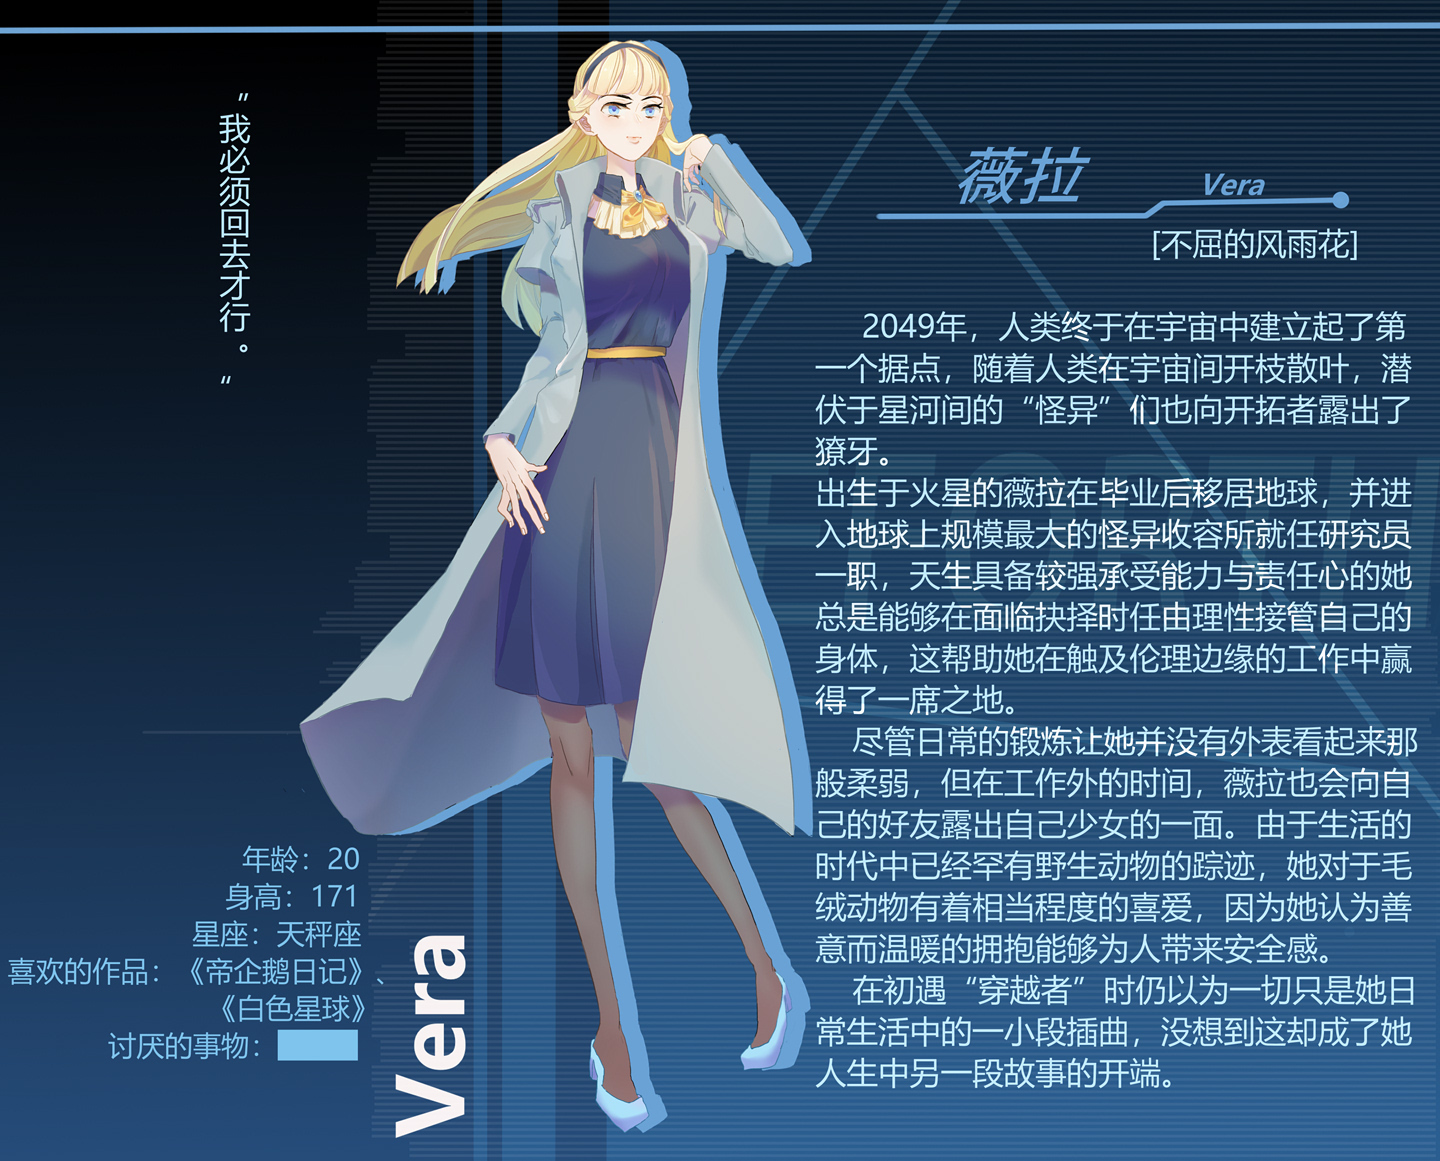 “我必须回去才行。“
薇拉
Vera
[不屈的风雨花]
2049年，人类终于在宇宙中建立起了第
一个据点，随着人类在宇宙间开枝散叶，潜
伏于星河间的“怪异”们也向开拓者露出了
獠牙。
出生于火星的薇拉在毕业后移居地球，并进
入地球上规模最大的怪异收容所就任研究员
一职，天生具备较强承受能力与责任心的她
总是能够在面临抉择时任由理性接管自己的
身体，这帮助她在触及伦理边缘的工作中赢
得了一席之地。
尽管日常的锻炼让她并没有外表看起来那
般柔弱，但在工作外的时间，薇拉也会向自
己的好友露出自己少女的一面。由于生活的
时代中已经罕有野生动物的踪迹，她对于毛
绒动物有着相当程度的喜爱，因为她认为善
意而温暖的拥抱能够为人带来安全感。
在初遇“穿越者”时仍以为一切只是她日
常生活中的一小段插曲，没想到这却成了她
人生中另一段故事的开端。
年龄：20
身高：171
星座：天秤座
喜欢的作品：《帝企鹅日记》、
《白色星球》
讨厌的事物：
Vera